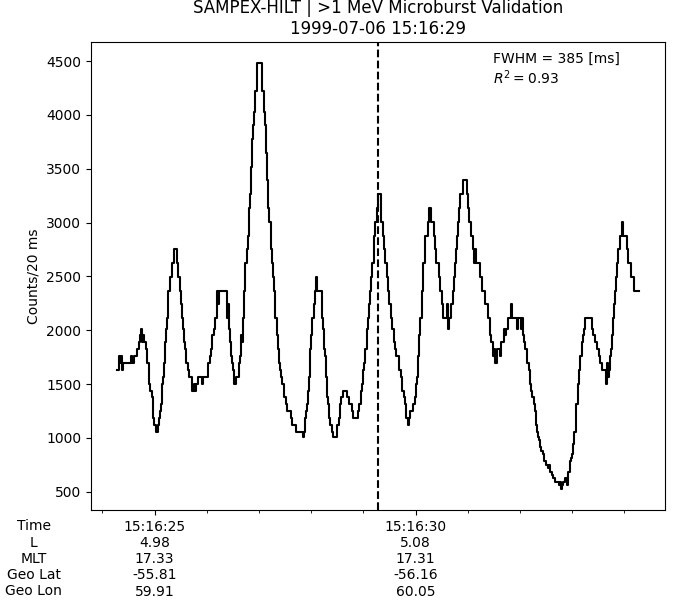 SAMPEX-HILT | >1 MeV Microburst Validation
1999-07-06 15:16:29
FWHM = 385 [ms]
R² = 0.93
4500
4000
3500
3000
2500
2000
1500
1000
500
Counts/20 ms
Time 15:16:25 15:16:30
L 4.98 5.08
MLT 17.33 17.31
Geo Lat -55.81 -56.16
Geo Lon 59.91 60.05